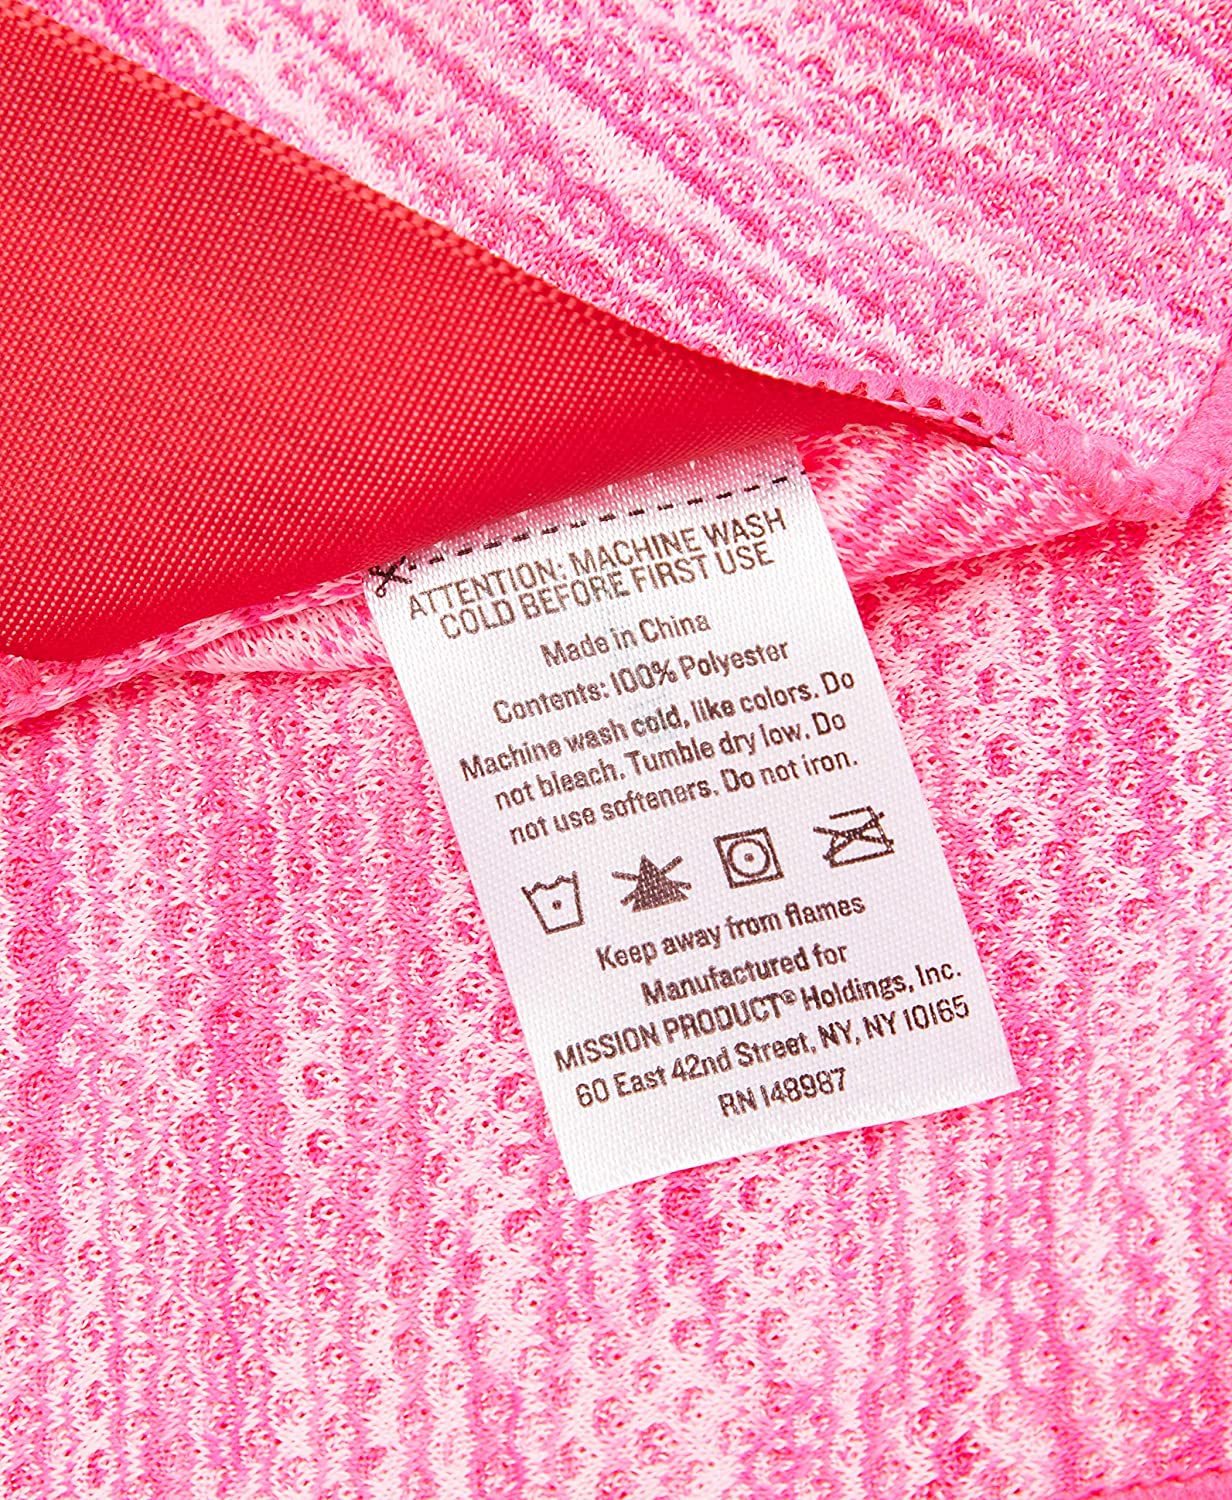 ATTENTION: MACHINE WASH
COLD BEFORE FIRST USE
Made in China
Contents: 100% Polyester
Machine wash cold, like colors. Do
not bleach. Tumble dry low. Do
not use softeners. Do not iron.
Keep away from flames
Manufactured for
MISSION PRODUCT® Holdings, Inc.
60 East 42nd Street, NY, NY 10165
RN 148987